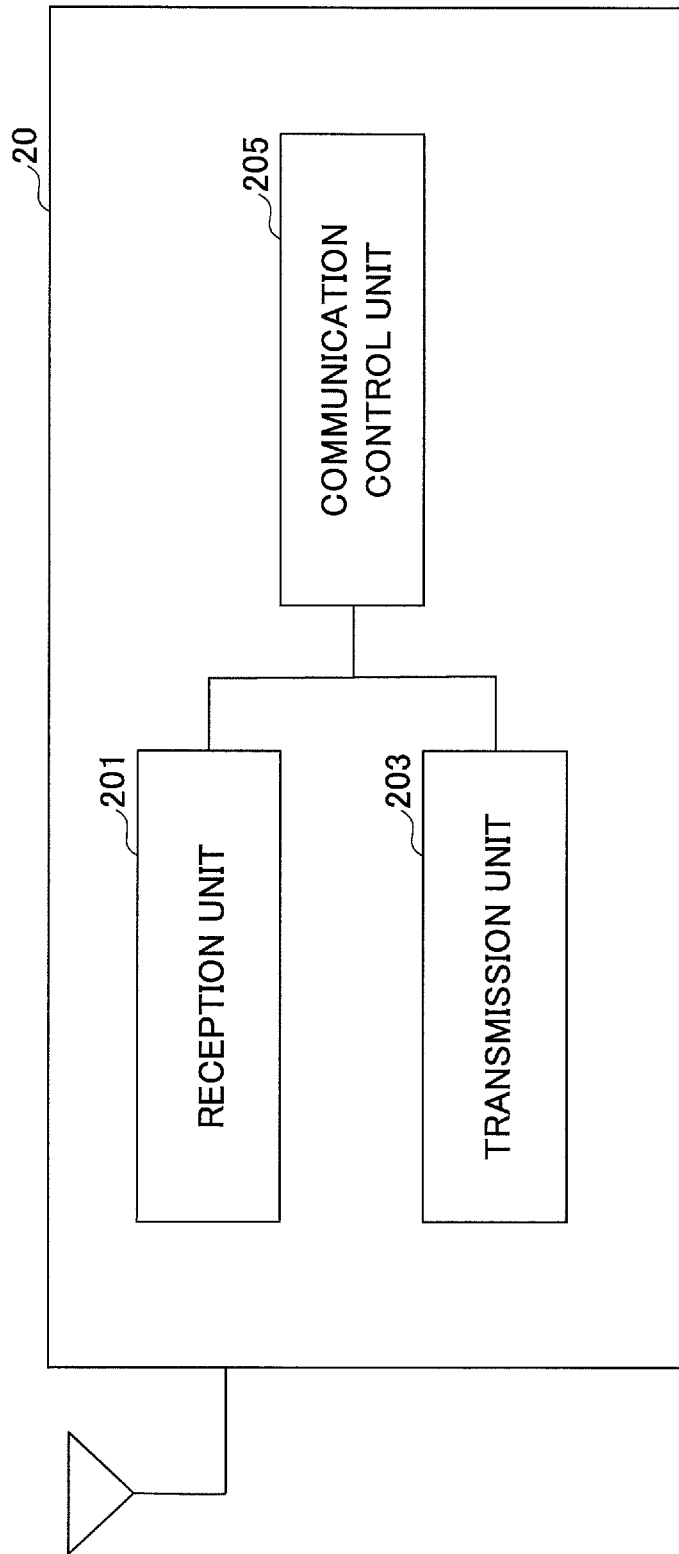 20
201
RECEPTION UNIT
205
COMMUNICATION
CONTROL UNIT
203
TRANSMISSION UNIT